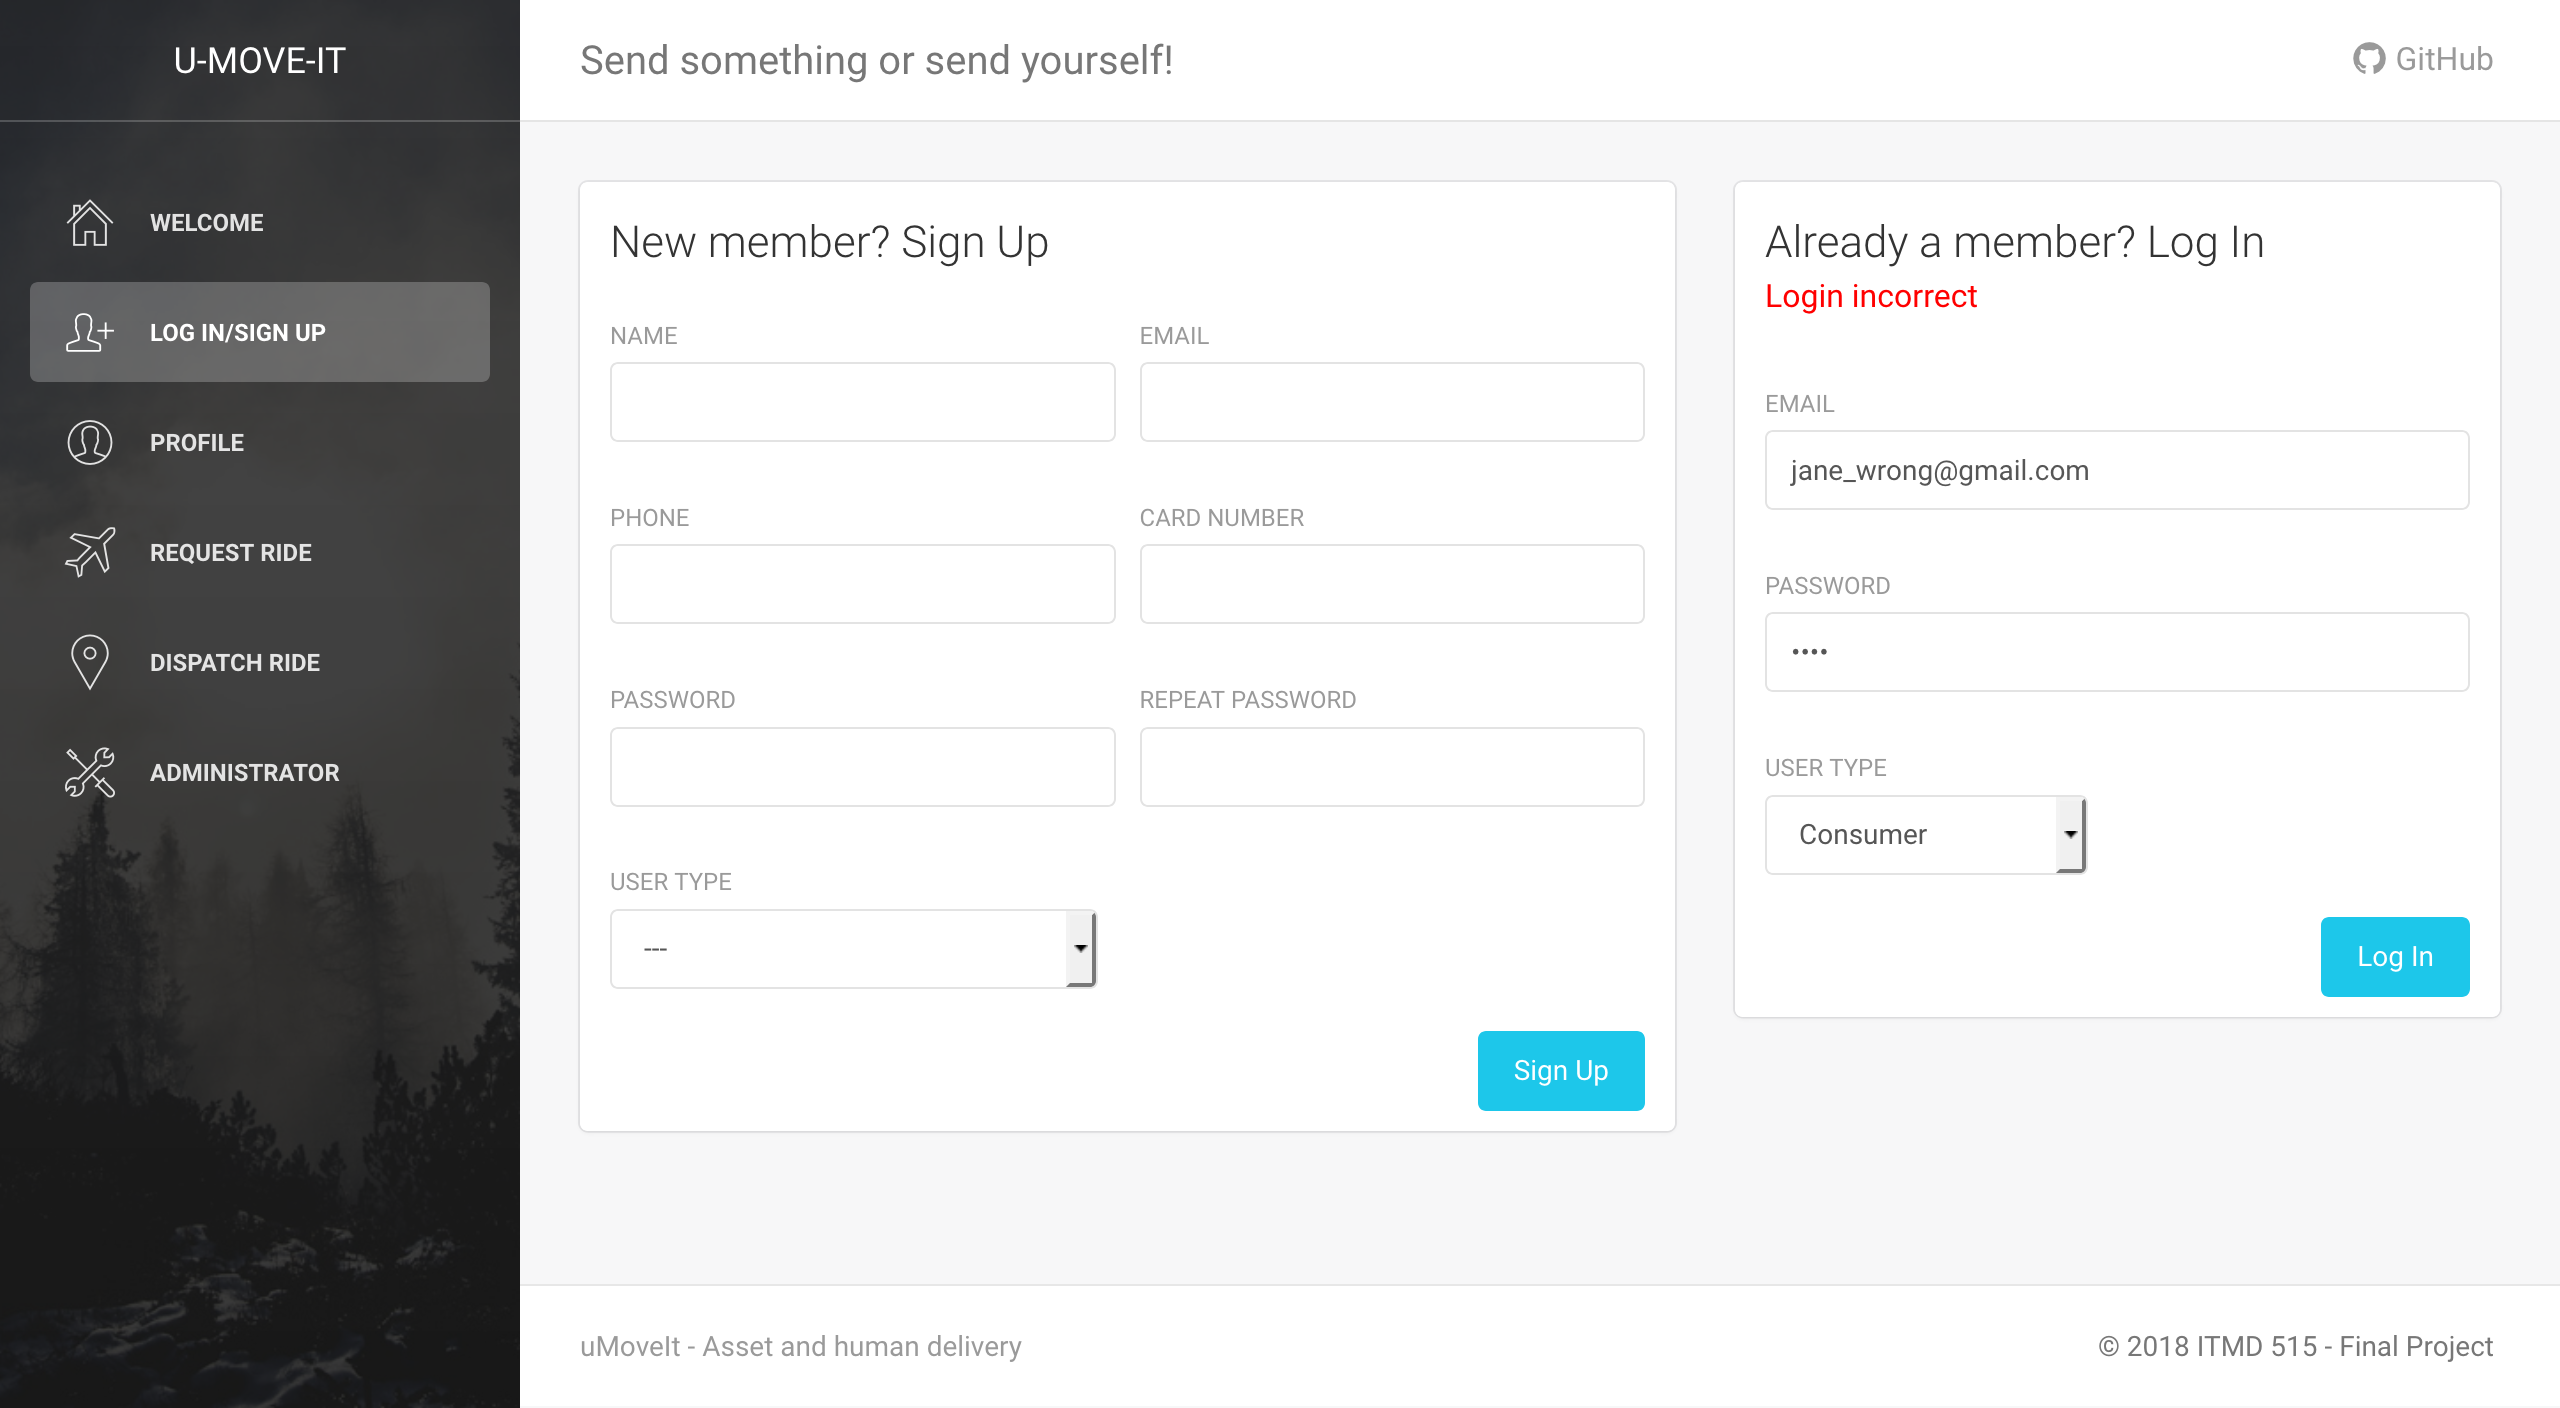 U-MOVE-IT
WELCOME
LOG IN/SIGN UP
PROFILE
REQUEST RIDE
DISPATCH RIDE
ADMINISTRATOR
Send something or send yourself!
GitHub
New member? Sign Up
NAME
EMAIL
PHONE
CARD NUMBER
PASSWORD
REPEAT PASSWORD
USER TYPE
---
Sign Up
Already a member? Log In
Login incorrect
EMAIL
jane_wrong@gmail.com
PASSWORD
••••
USER TYPE
Consumer
Log In
uMoveIt - Asset and human delivery
© 2018 ITMD 515 - Final Project